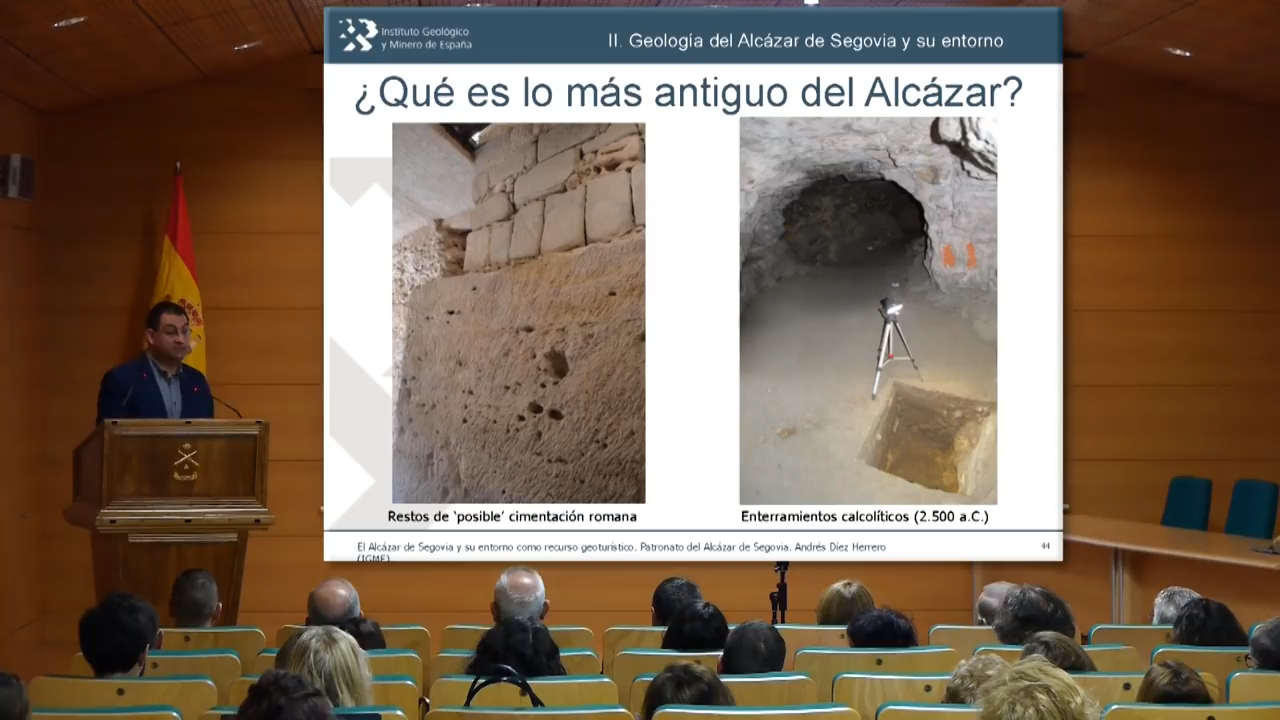 Instituto Geológico
y Minero de España
II. Geología del Alcázar de Segovia y su entorno
¿Qué es lo más antiguo del Alcázar?
Restos de ‘posible’ cimentación romana
Enterramientos calcolíticos (2.500 a.C.)
El Alcázar de Segovia y su entorno como recurso geoturístico. Patronato del Alcázar de Segovia. Andrés Díez Herrero
(IGME)
44